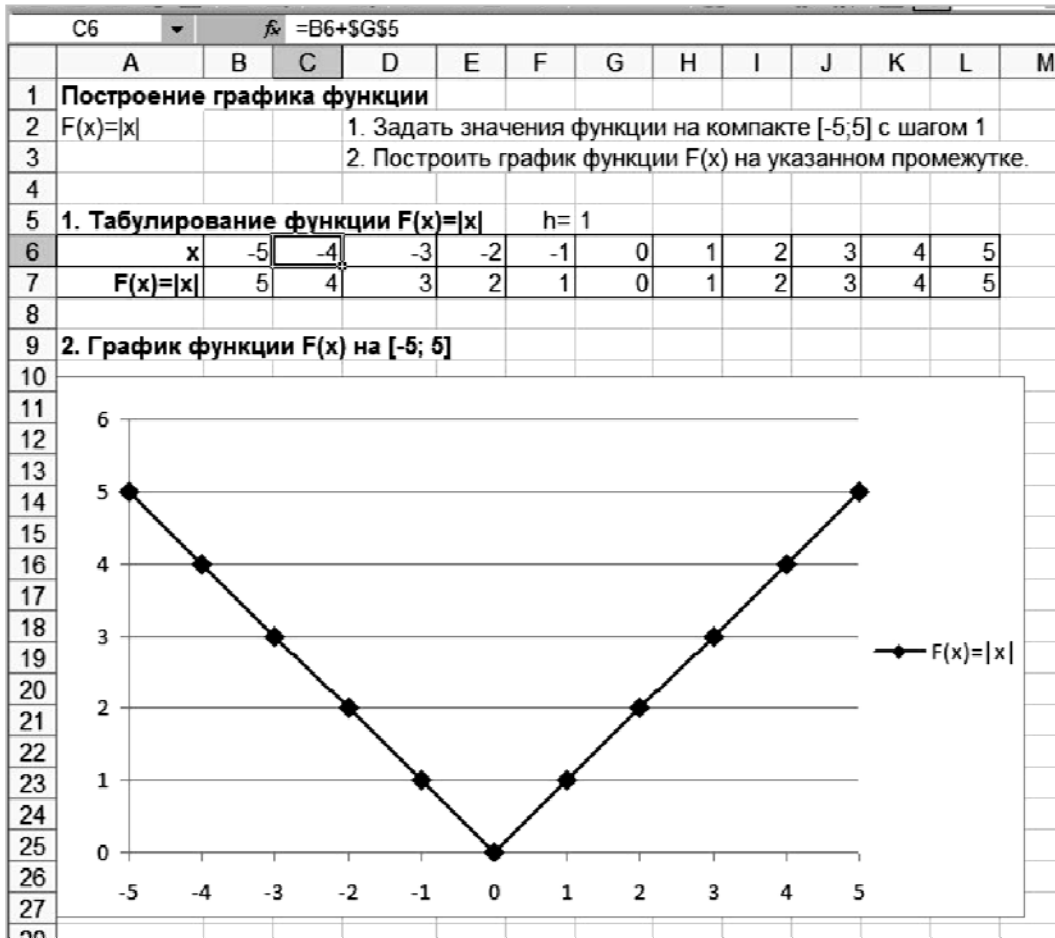 C6 fx =B6+$G$5
A B C D E F G H I J K L M
1 Построение графика функции
2 F(x)=|x| 1. Задать значения функции на компакте [-5;5] с шагом 1
3 2. Построить график функции F(x) на указанном промежутке.
4
5 1. Табулирование функции F(x)=|x| h= 1
6 x -5 -4 -3 -2 -1 0 1 2 3 4 5
7 F(x)=|x| 5 4 3 2 1 0 1 2 3 4 5
8
9 2. График функции F(x) на [-5; 5]
10
11
12
13
14
15
16
17
18
19
20
21
22
23
24
25
26
27
6
5
4
3
2
1
0
-5 -4 -3 -2 -1 0 1 2 3 4 5
F(x)=|x|